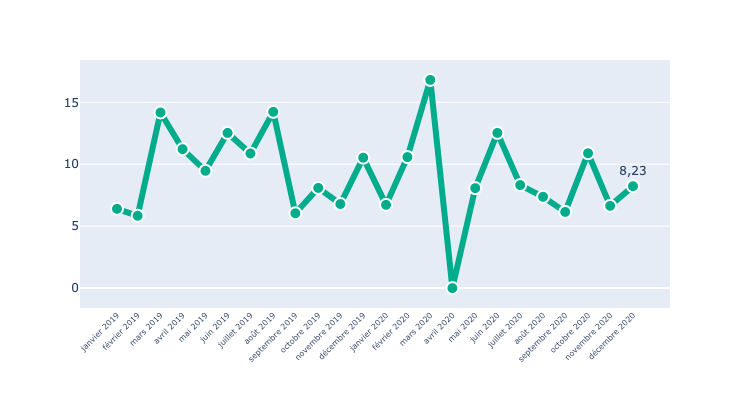 15
10
5
0
8,23
janvier 2019
février 2019
mars 2019
avril 2019
mai 2019
juin 2019
juillet 2019
août 2019
septembre 2019
octobre 2019
novembre 2019
décembre 2019
janvier 2020
février 2020
mars 2020
avril 2020
mai 2020
juin 2020
juillet 2020
août 2020
septembre 2020
octobre 2020
novembre 2020
décembre 2020